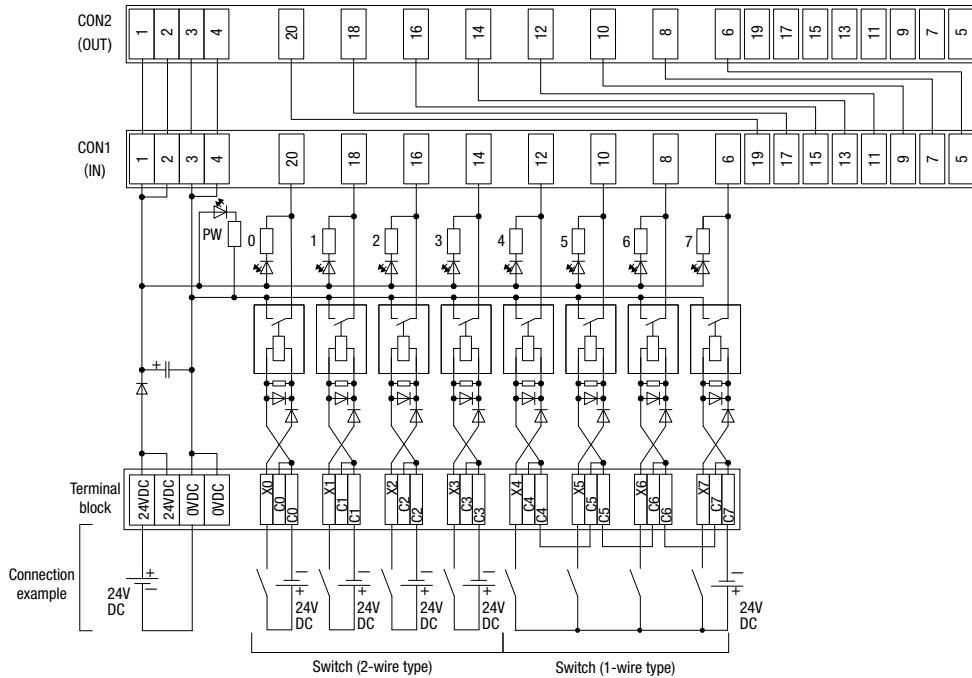 CON2
(OUT)
1 2 3 4 20 18 16 14 12 10 8 6 19 17 15 13 11 9 7 5
CON1
(IN)
1 2 3 4 20 18 16 14 12 10 8 6 19 17 15 13 11 9 7 5
PW 0 1 2 3 4 5 6 7
+
Terminal
block
24VDC 24VDC 0VDC 0VDC X0 C0 C0 X1 C1 C1 X2 C2 C2 X3 C3 C3 X4 C4 C4 X5 C5 C5 X6 C6 C6 X7 C7 C7
Connection
example
24V
DC
+
−
−
+
24V
DC
−
+
24V
DC
−
+
24V
DC
−
+
24V
DC
−
+
24V
DC
Switch (2-wire type)
Switch (1-wire type)